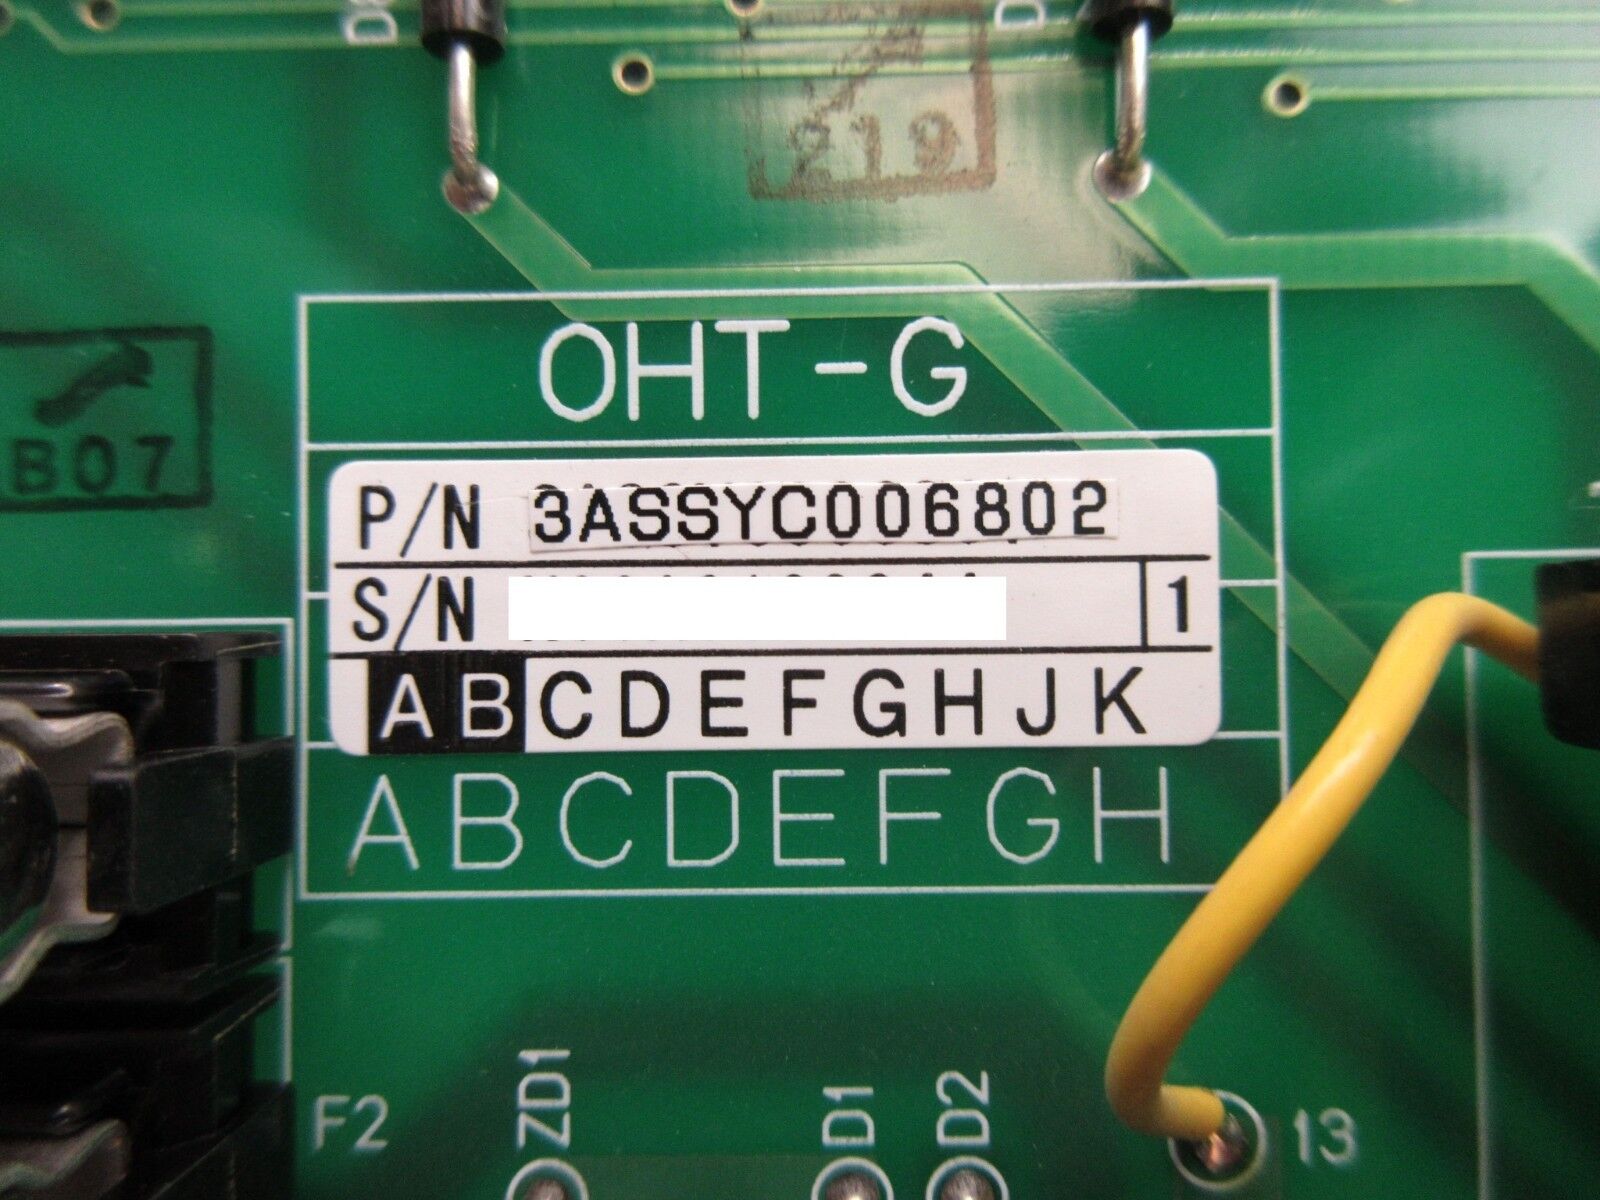 D
219
OHT-G
B07
P/N 3ASSYC006802
S/N 1
ABCDEFGHJK
ABCDEFGH
F2
ZD1
D1
D2
13